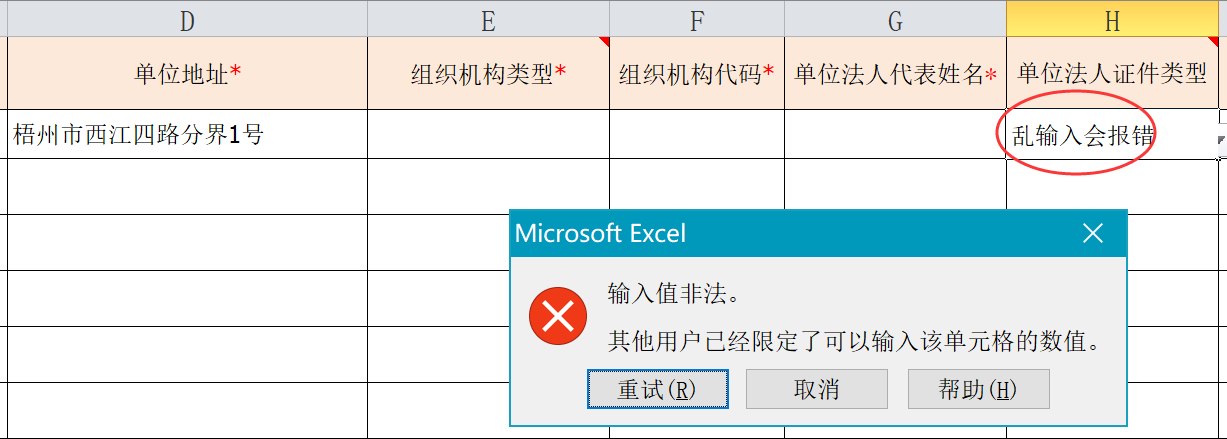 D E F G H
单位地址* 组织机构类型* 组织机构代码* 单位法人代表姓名* 单位法人证件类型
梧州市西江四路分界1号 乱输入会报错
Microsoft Excel
输入值非法。
其他用户已经限定了可以输入该单元格的数值。
重试(R) 取消 帮助(H)